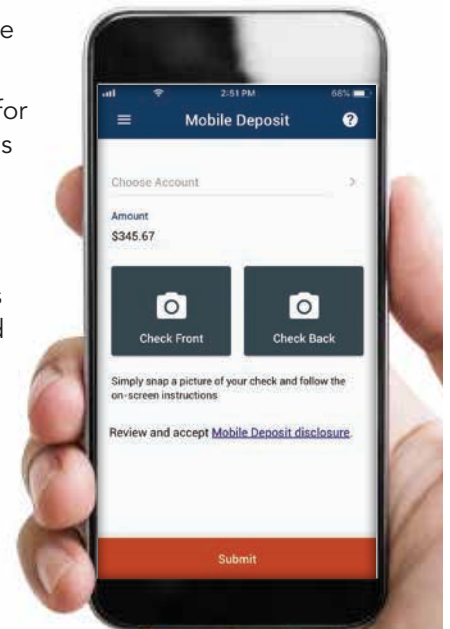 e
for
s
s
d
2:51 PM 68%
Mobile Deposit ?
Choose Account >
Amount
$345.67
Check Front Check Back
Simply snap a picture of your check and follow the
on-screen instructions
Review and accept Mobile Deposit disclosure.
Submit